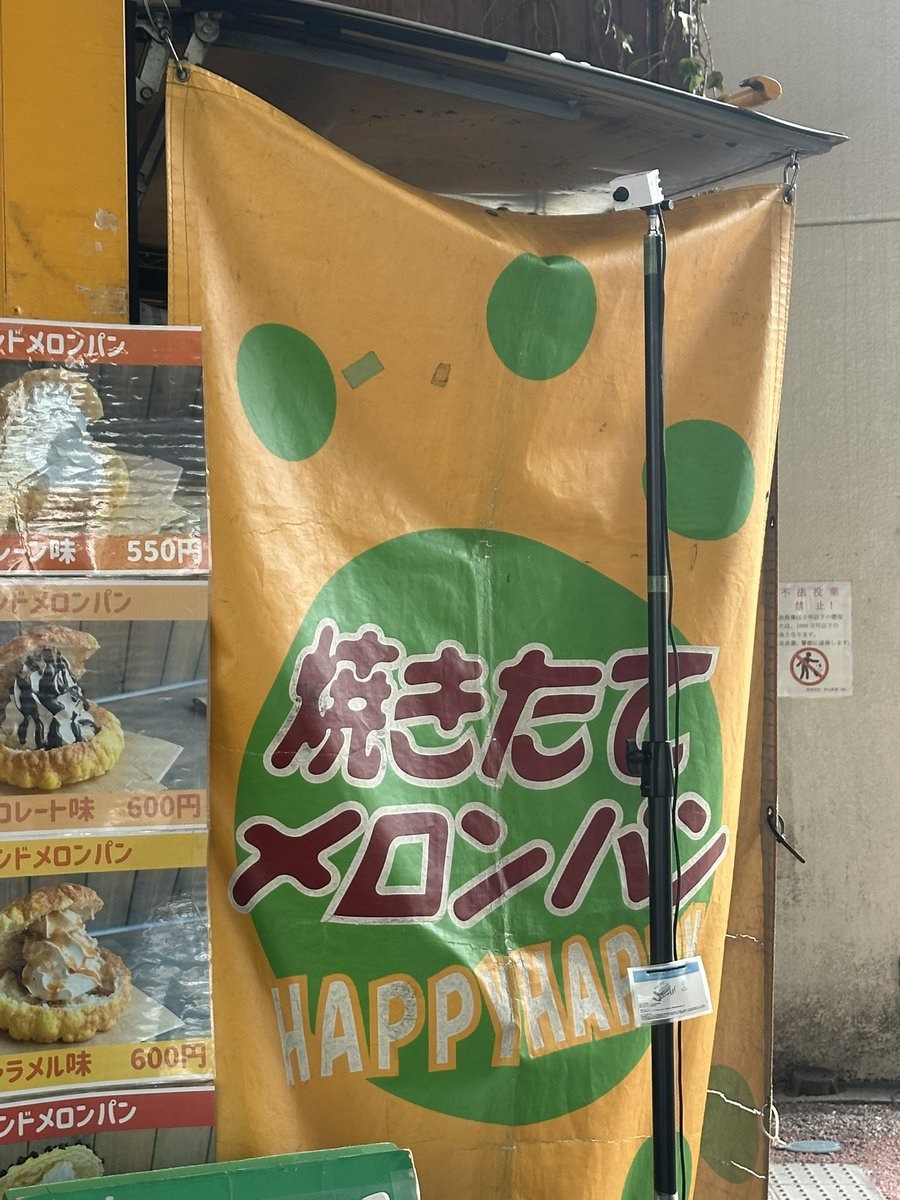 ンドメロンパン
レーン味 550円
ンドメロンパン
コレート味 600円
ンドメロンパン
ラメル味 600円
ンドメロンパン
焼きたて
メロンパン
HAPPYHAPPY
不法投棄
禁止!